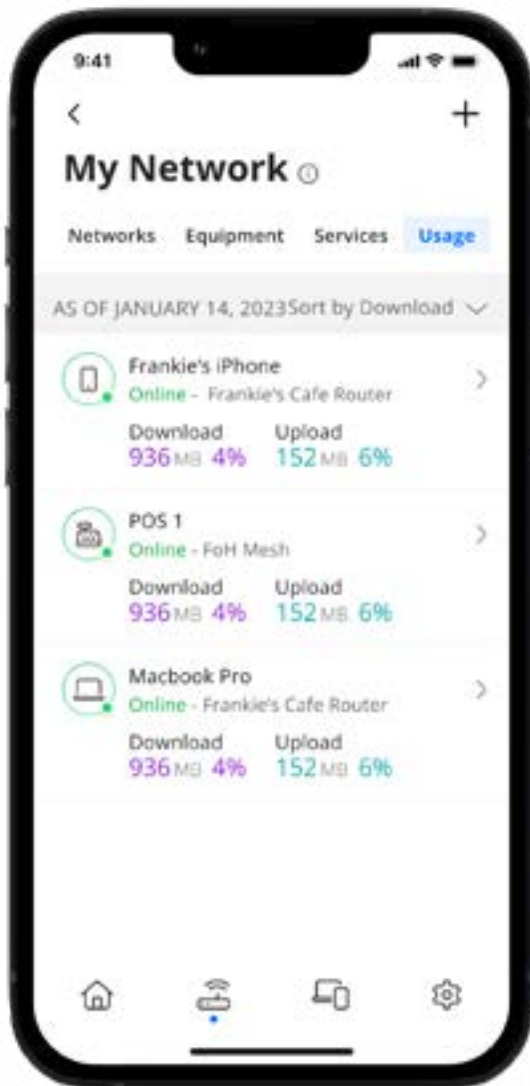 9:41
My Network
Networks Equipment Services Usage
AS OF JANUARY 14, 2023 Sort by Download
Frankie's iPhone
Online - Frankie's Cafe Router
Download Upload
936 MB 4% 152 MB 6%
POS 1
Online - FoH Mesh
Download Upload
936 MB 4% 152 MB 6%
Macbook Pro
Online - Frankie's Cafe Router
Download Upload
936 MB 4% 152 MB 6%